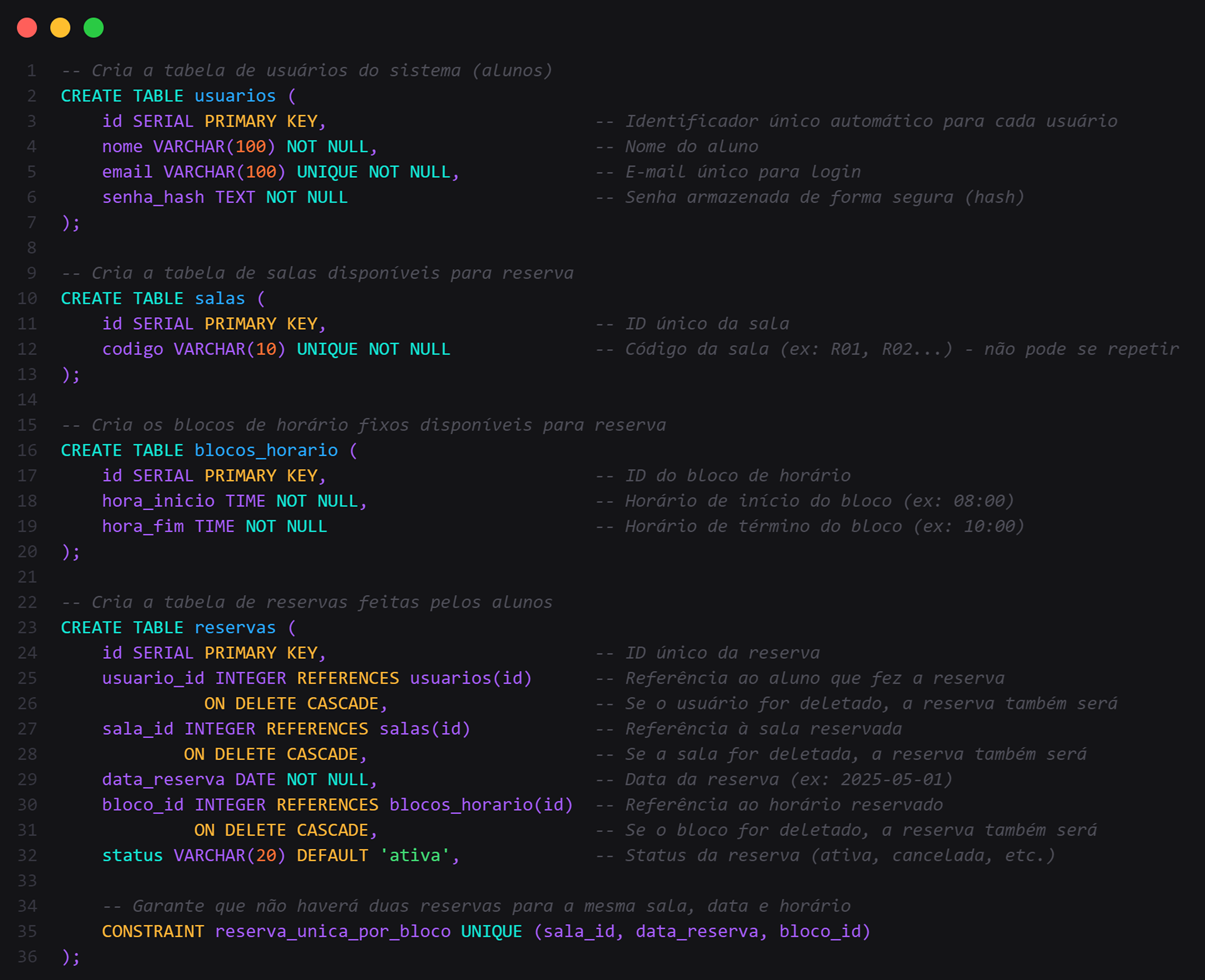 1 -- Cria a tabela de usuários do sistema (alunos)
2 CREATE TABLE usuarios (
3 id SERIAL PRIMARY KEY, -- Identificador único automático para cada usuário
4 nome VARCHAR(100) NOT NULL, -- Nome do aluno
5 email VARCHAR(100) UNIQUE NOT NULL, -- E-mail único para login
6 senha_hash TEXT NOT NULL -- Senha armazenada de forma segura (hash)
7 );
8
9 -- Cria a tabela de salas disponíveis para reserva
10 CREATE TABLE salas (
11 id SERIAL PRIMARY KEY, -- ID único da sala
12 codigo VARCHAR(10) UNIQUE NOT NULL -- Código da sala (ex: R01, R02...) - não pode se repetir
13 );
14
15 -- Cria os blocos de horário fixos disponíveis para reserva
16 CREATE TABLE blocos_horario (
17 id SERIAL PRIMARY KEY, -- ID do bloco de horário
18 hora_inicio TIME NOT NULL, -- Horário de início do bloco (ex: 08:00)
19 hora_fim TIME NOT NULL -- Horário de término do bloco (ex: 10:00)
20 );
21
22 -- Cria a tabela de reservas feitas pelos alunos
23 CREATE TABLE reservas (
24 id SERIAL PRIMARY KEY, -- ID único da reserva
25 usuario_id INTEGER REFERENCES usuarios(id) -- Referência ao aluno que fez a reserva
26 ON DELETE CASCADE, -- Se o usuário for deletado, a reserva também será
27 sala_id INTEGER REFERENCES salas(id) -- Referência à sala reservada
28 ON DELETE CASCADE, -- Se a sala for deletada, a reserva também será
29 data_reserva DATE NOT NULL, -- Data da reserva (ex: 2025-05-01)
30 bloco_id INTEGER REFERENCES blocos_horario(id) -- Referência ao horário reservado
31 ON DELETE CASCADE, -- Se o bloco for deletado, a reserva também será
32 status VARCHAR(20) DEFAULT 'ativa', -- Status da reserva (ativa, cancelada, etc.)
33
34 -- Garante que não haverá duas reservas para a mesma sala, data e horário
35 CONSTRAINT reserva_unica_por_bloco UNIQUE (sala_id, data_reserva, bloco_id)
36 );